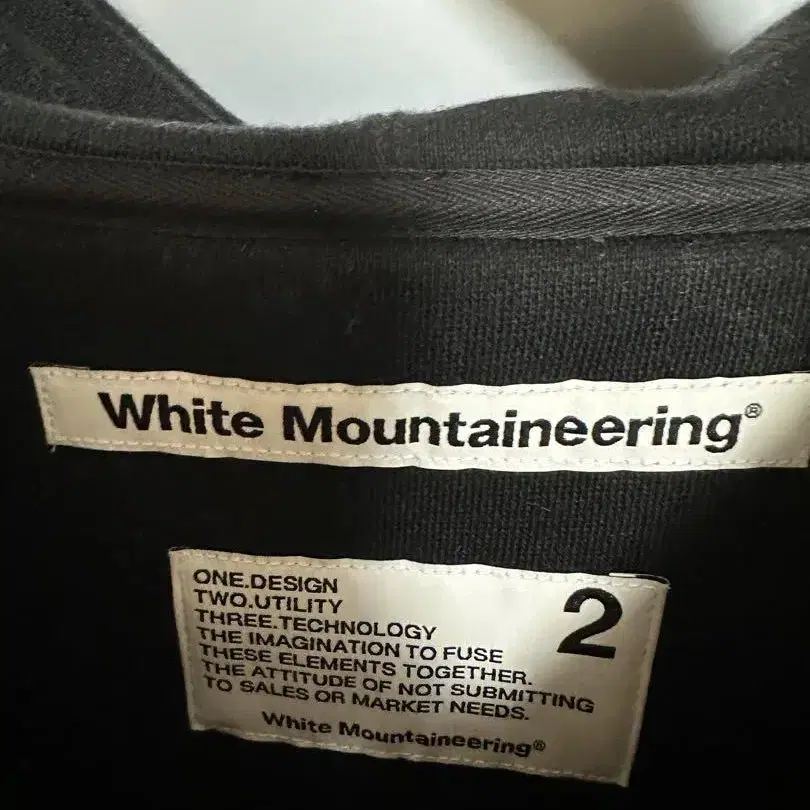 White Mountaineering®
ONE.DESIGN
TWO.UTILITY
THREE.TECHNOLOGY
THE IMAGINATION TO FUSE
THESE ELEMENTS TOGETHER.
THE ATTITUDE OF NOT SUBMITTING
TO SALES OR MARKET NEEDS.
2
White Mountaineering®